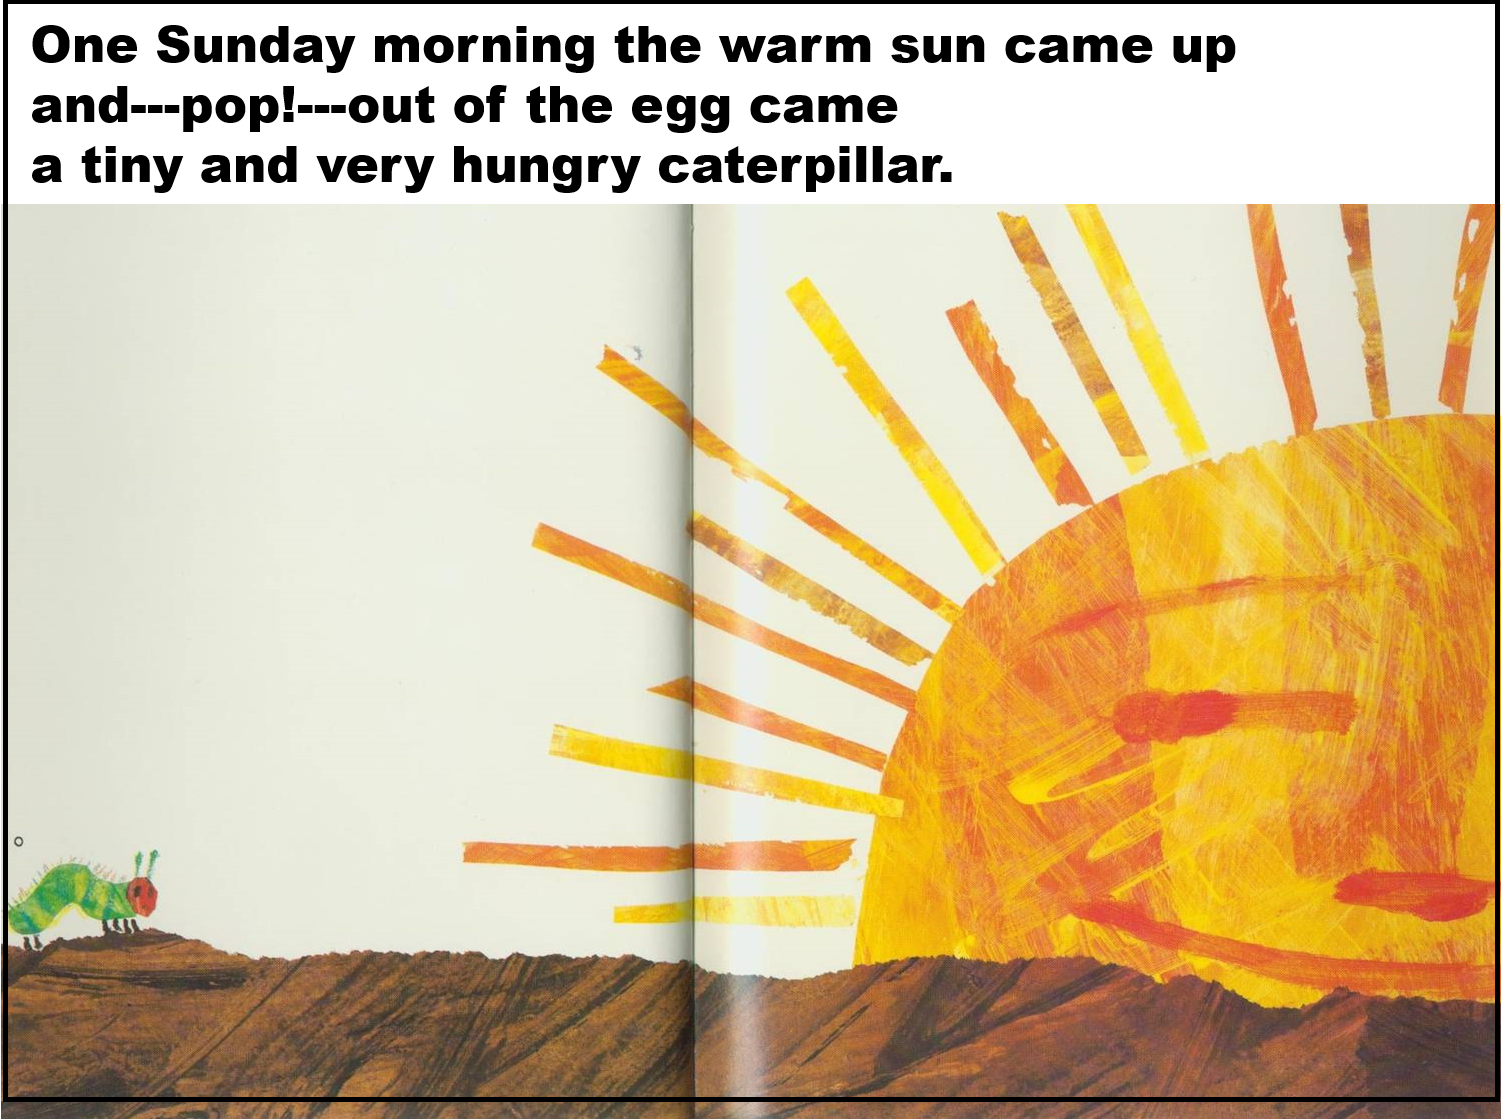 One Sunday morning the warm sun came up
and---pop!---out of the egg came
a tiny and very hungry caterpillar.